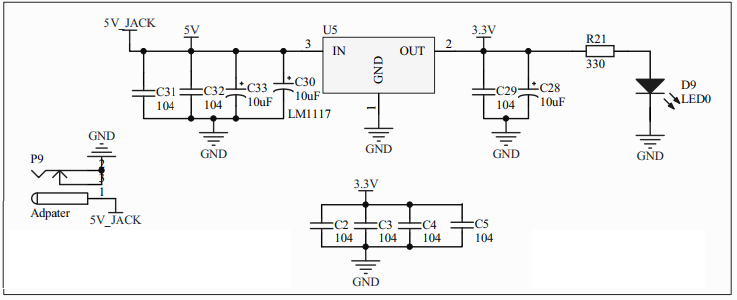 5V_JACK
5V
U5
3.3V
3
IN
OUT
2
R21
330
GND
1
C31
104
C32
104
C33
10uF
C30
10uF
LM1117
C29
104
C28
10uF
D9
LED0
GND
GND
GND
GND
GND
P9
2
3
1
Adpater
5V_JACK
3.3V
C2
104
C3
104
C4
104
C5
104
GND